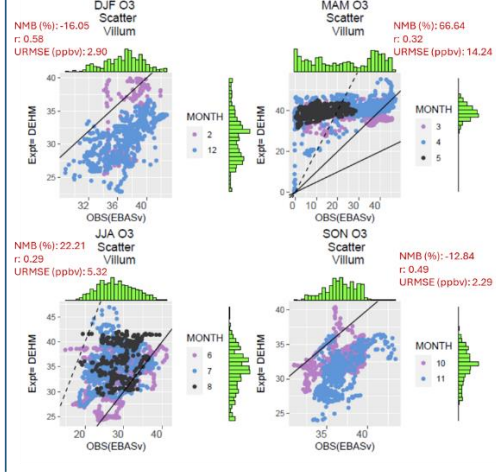 DJF O3
Scatter
Villum
NMB (%): -16.05
r: 0.58
URMSE (ppbv): 2.90
Expt= DEHM
40
35
30
25
32
36
40
OBS(EBASv)
MONTH
2
12
MAM O3
Scatter
Villum
NMB (%): 66.64
r: 0.32
URMSE (ppbv): 14.24
Expt= DEHM
40
20
0
0
10
20
30
40
OBS(EBASv)
MONTH
3
4
5
JJA O3
Scatter
Villum
NMB (%): 22.21
r: 0.29
URMSE (ppbv): 5.32
Expt= DEHM
45
40
35
30
25
20
30
40
OBS(EBASv)
MONTH
6
7
8
SON O3
Scatter
Villum
NMB (%): -12.84
r: 0.49
URMSE (ppbv): 2.29
Expt= DEHM
40
35
30
25
35
40
OBS(EBASv)
MONTH
10
11